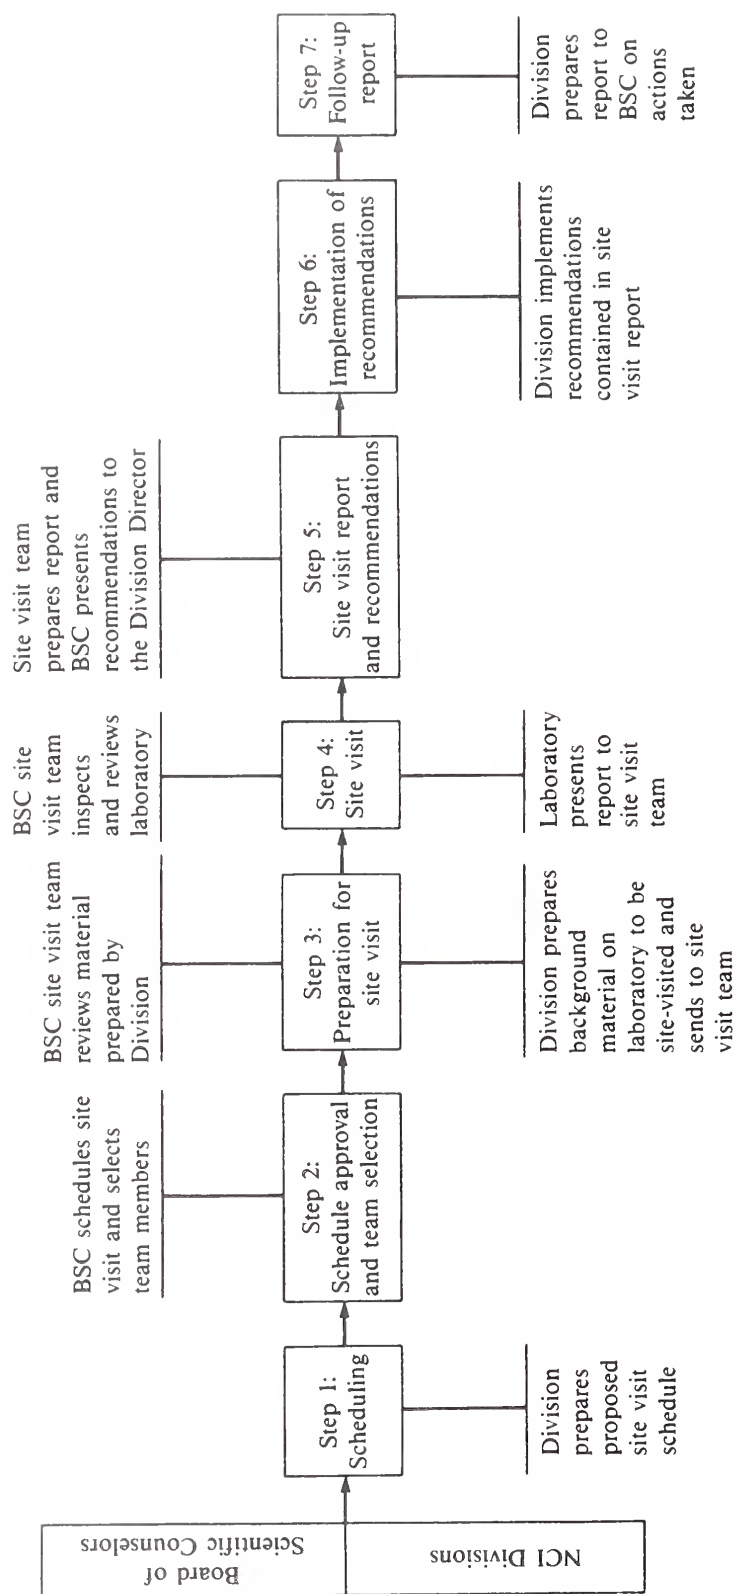 Board of
Scientific Counselors
NCI Divisions
Step 1:
Scheduling
Division
prepares
proposed
site visit
schedule
BSC schedules site
visit and selects
team members
Step 2:
Schedule approval
and team selection
BSC site visit team
reviews material
prepared by
Division
Step 3:
Preparation for
site visit
Division prepares
background
material on
laboratory to be
site-visited and
sends to site
visit team
BSC site
visit team
inspects
and reviews
laboratory
Step 4:
Site visit
Laboratory
presents
report to
site visit
team
Site visit team
prepares report and
BSC presents
recommendations to
the Division Director
Step 5:
Site visit report
and recommendations
Step 6:
Implementation of
recommendations
Division implements
recommendations
contained in site
visit report
Step 7:
Follow-up
report
Division
prepares
report to
BSC on
actions
taken